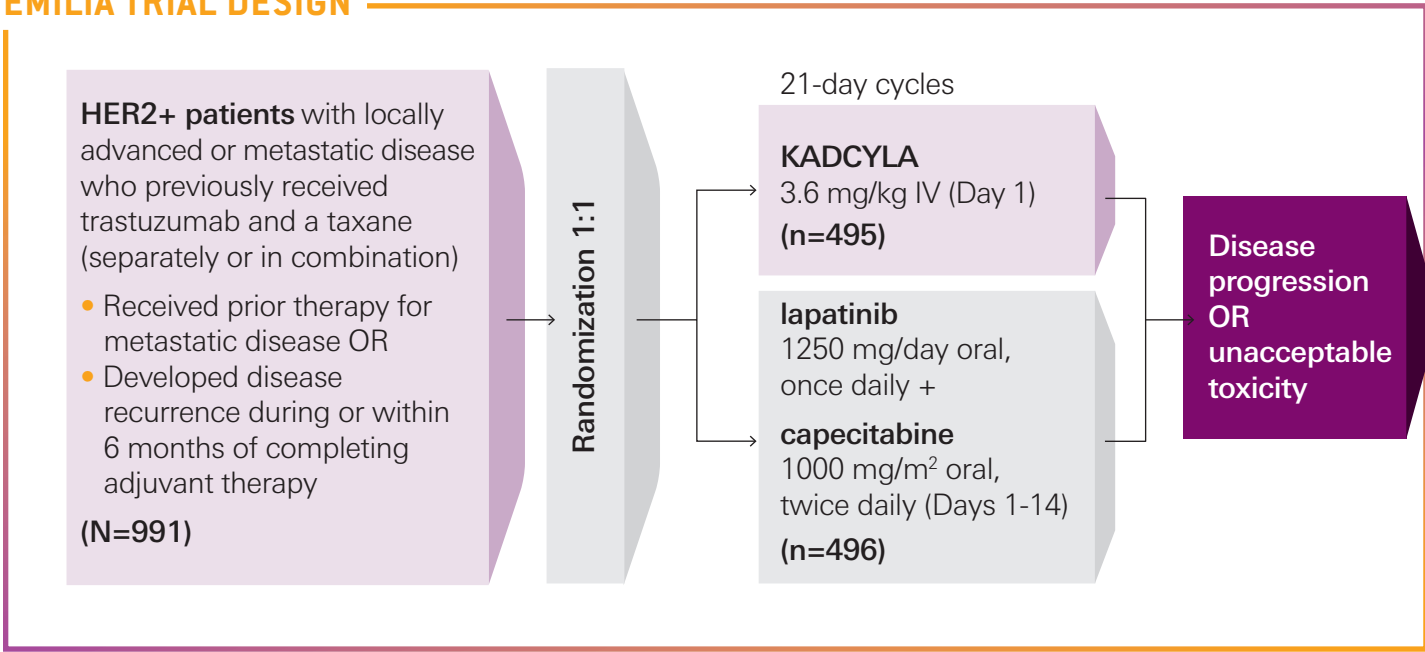 EMILIA TRIAL DESIGN
HER2+ patients with locally
advanced or metastatic disease
who previously received
trastuzumab and a taxane
(separately or in combination)
• Received prior therapy for
metastatic disease OR
• Developed disease
recurrence during or within
6 months of completing
adjuvant therapy
(N=991)
Randomization 1:1
21-day cycles
KADCYLA
3.6 mg/kg IV (Day 1)
(n=495)
lapatinib
1250 mg/day oral,
once daily +
capecitabine
1000 mg/m² oral,
twice daily (Days 1-14)
(n=496)
Disease
progression
OR
unacceptable
toxicity